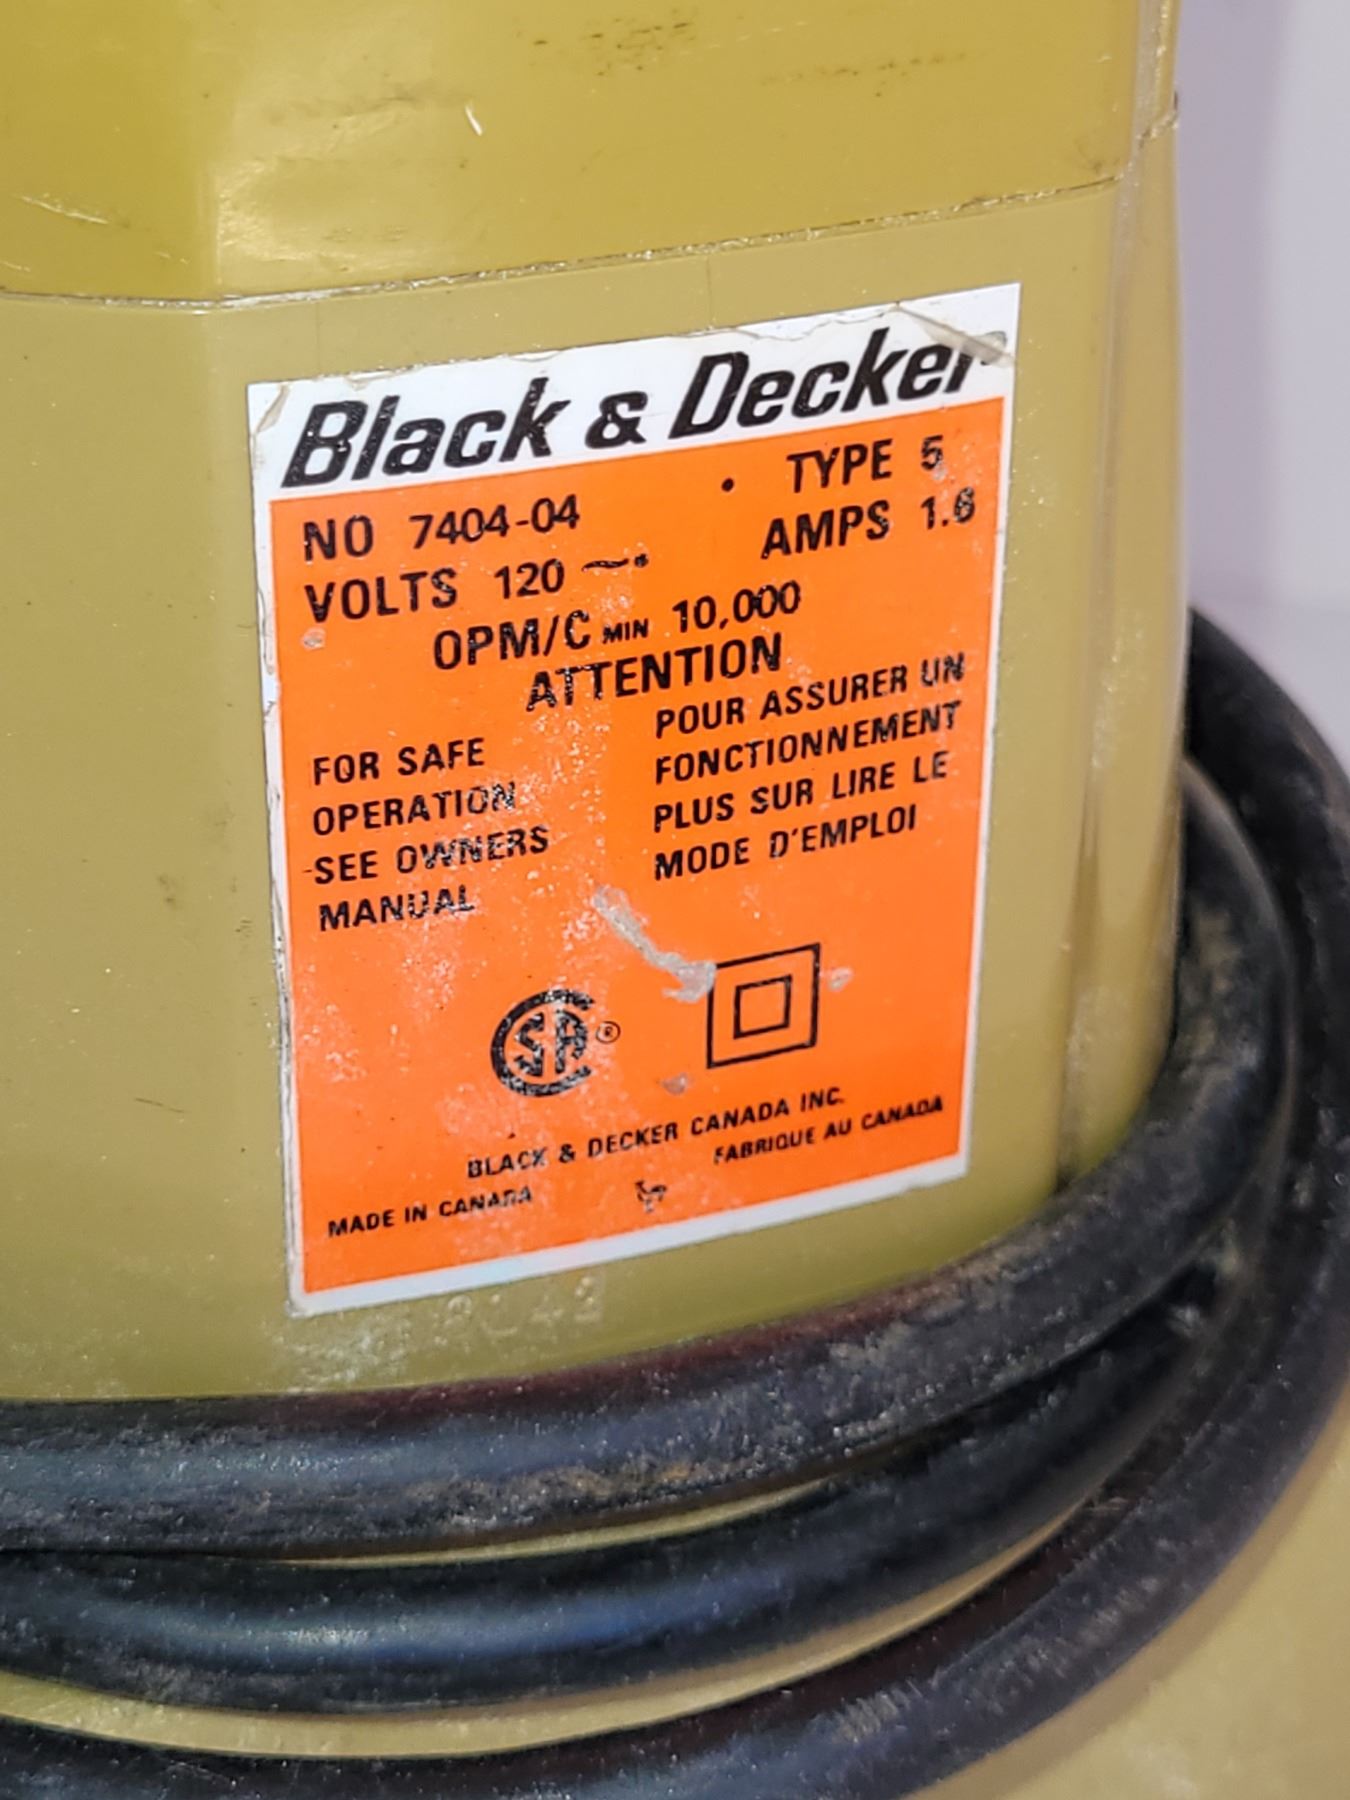 Black & Decker
NO 7404-04 • TYPE 5
VOLTS 120 ~• AMPS 1.6
OPM/C MIN 10,000
ATTENTION
FOR SAFE
OPERATION
SEE OWNERS
MANUAL
POUR ASSURER UN
FONCTIONNEMENT
PLUS SUR LIRE LE
MODE D'EMPLOI
CSA®
BLACK & DECKER CANADA INC.
MADE IN CANADA FABRIQUE AU CANADA